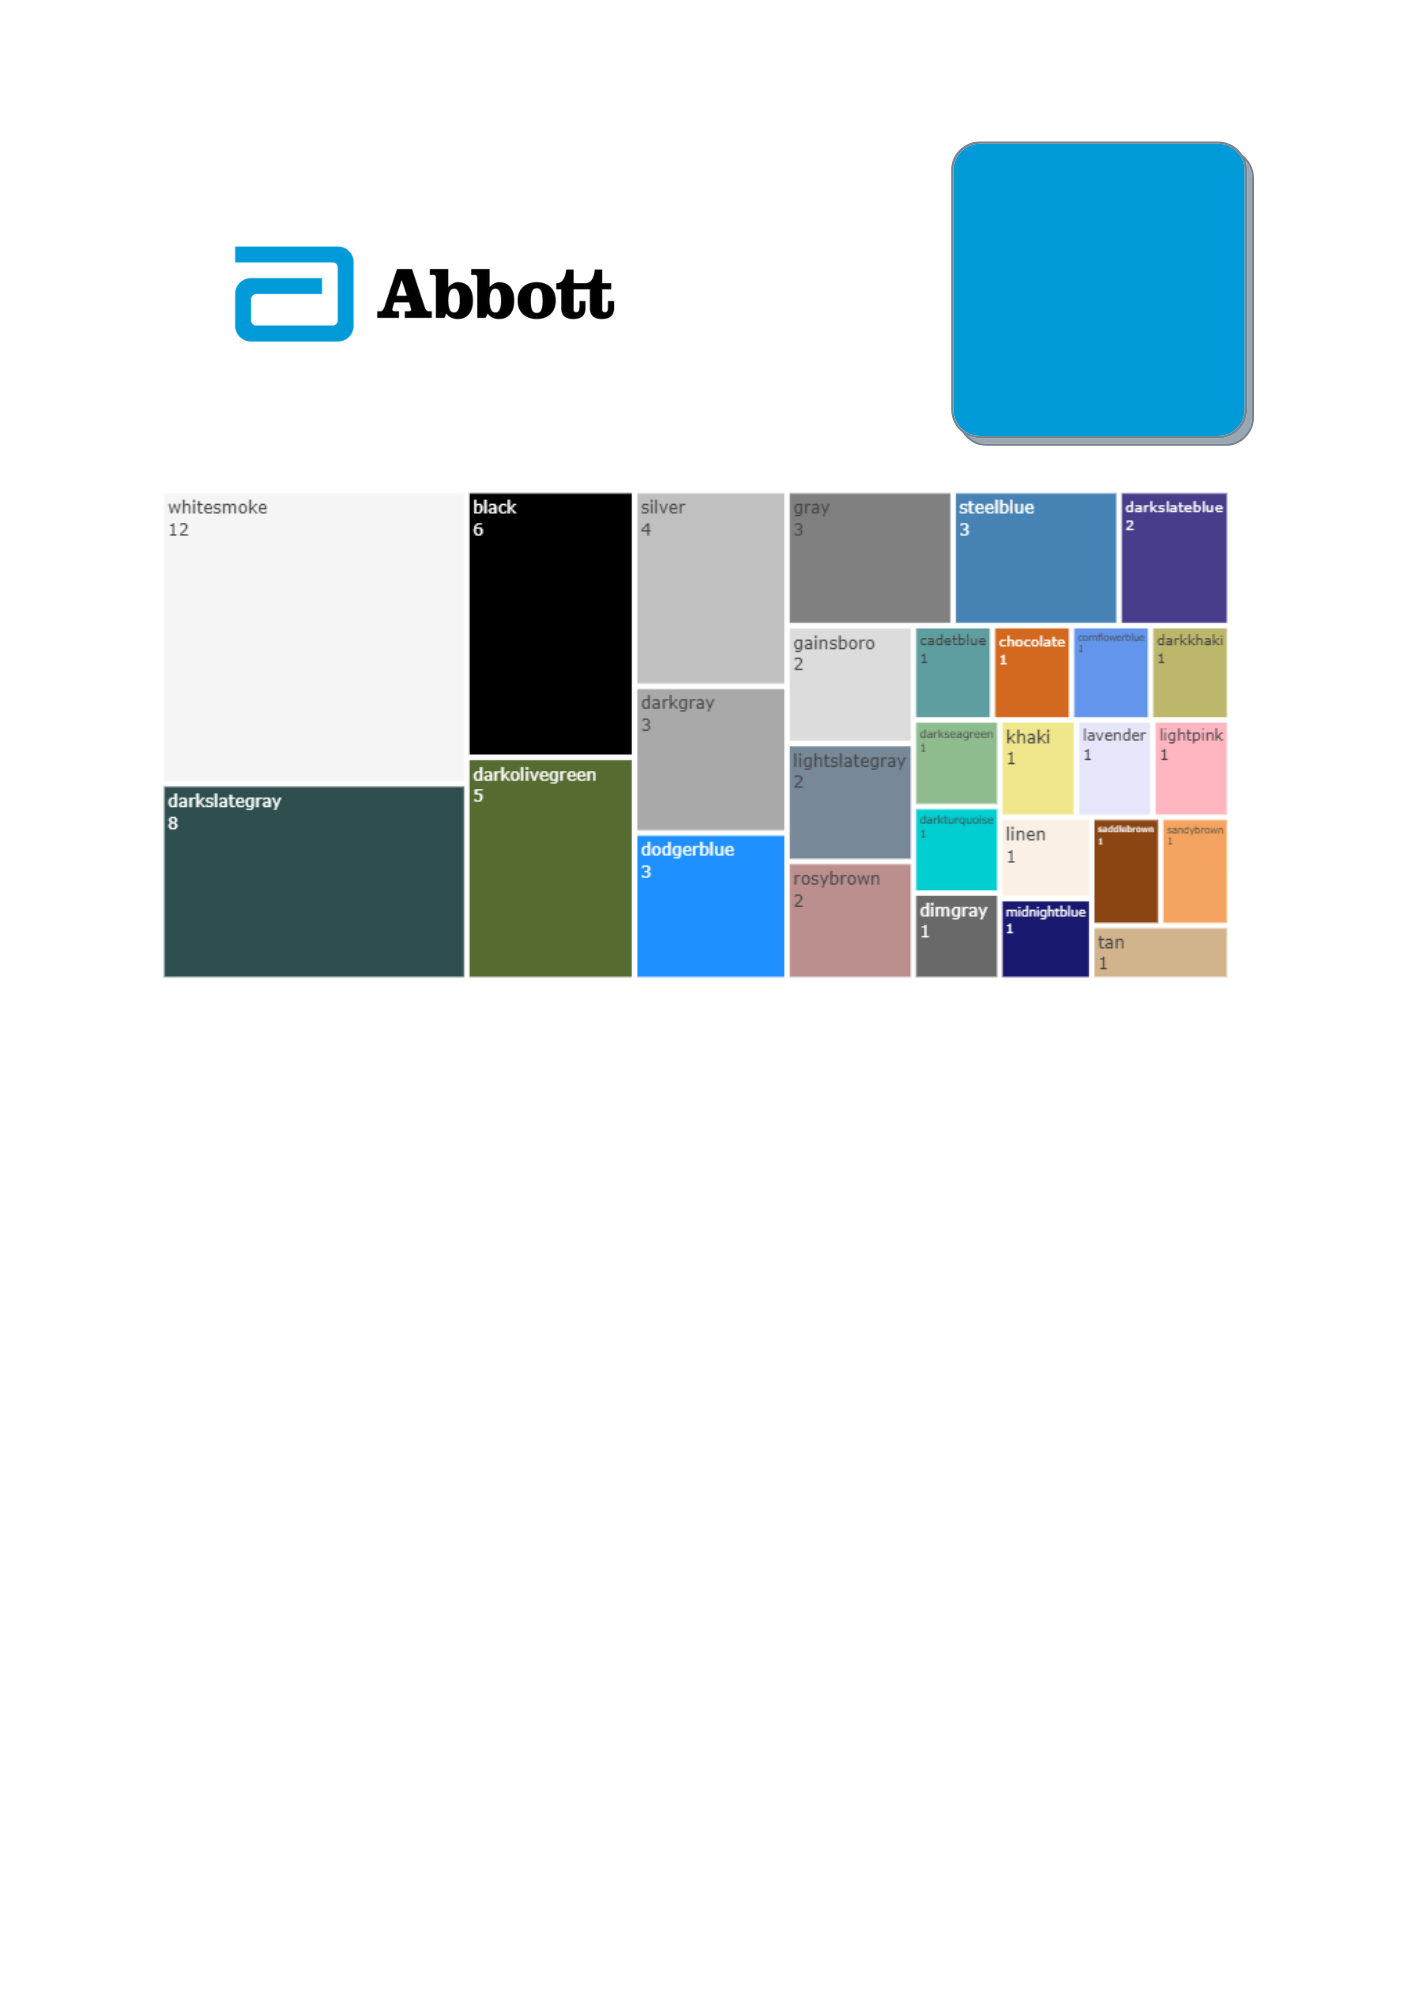 Abbott
whitesmoke
12
darkslategray
8
black
6
darkolivegreen
5
silver
4
darkgray
3
dodgerblue
3
gray
3
steelblue
3
darkslateblue
2
gainsboro
2
lightslategray
2
rosybrown
2
cadetblue
1
chocolate
1
cornflowerblue
1
darkkhaki
1
darkseagreen
1
darkturquoise
1
dimgray
1
khaki
1
lavender
1
lightpink
1
linen
1
midnightblue
1
saddlebrown
1
sandybrown
1
tan
1